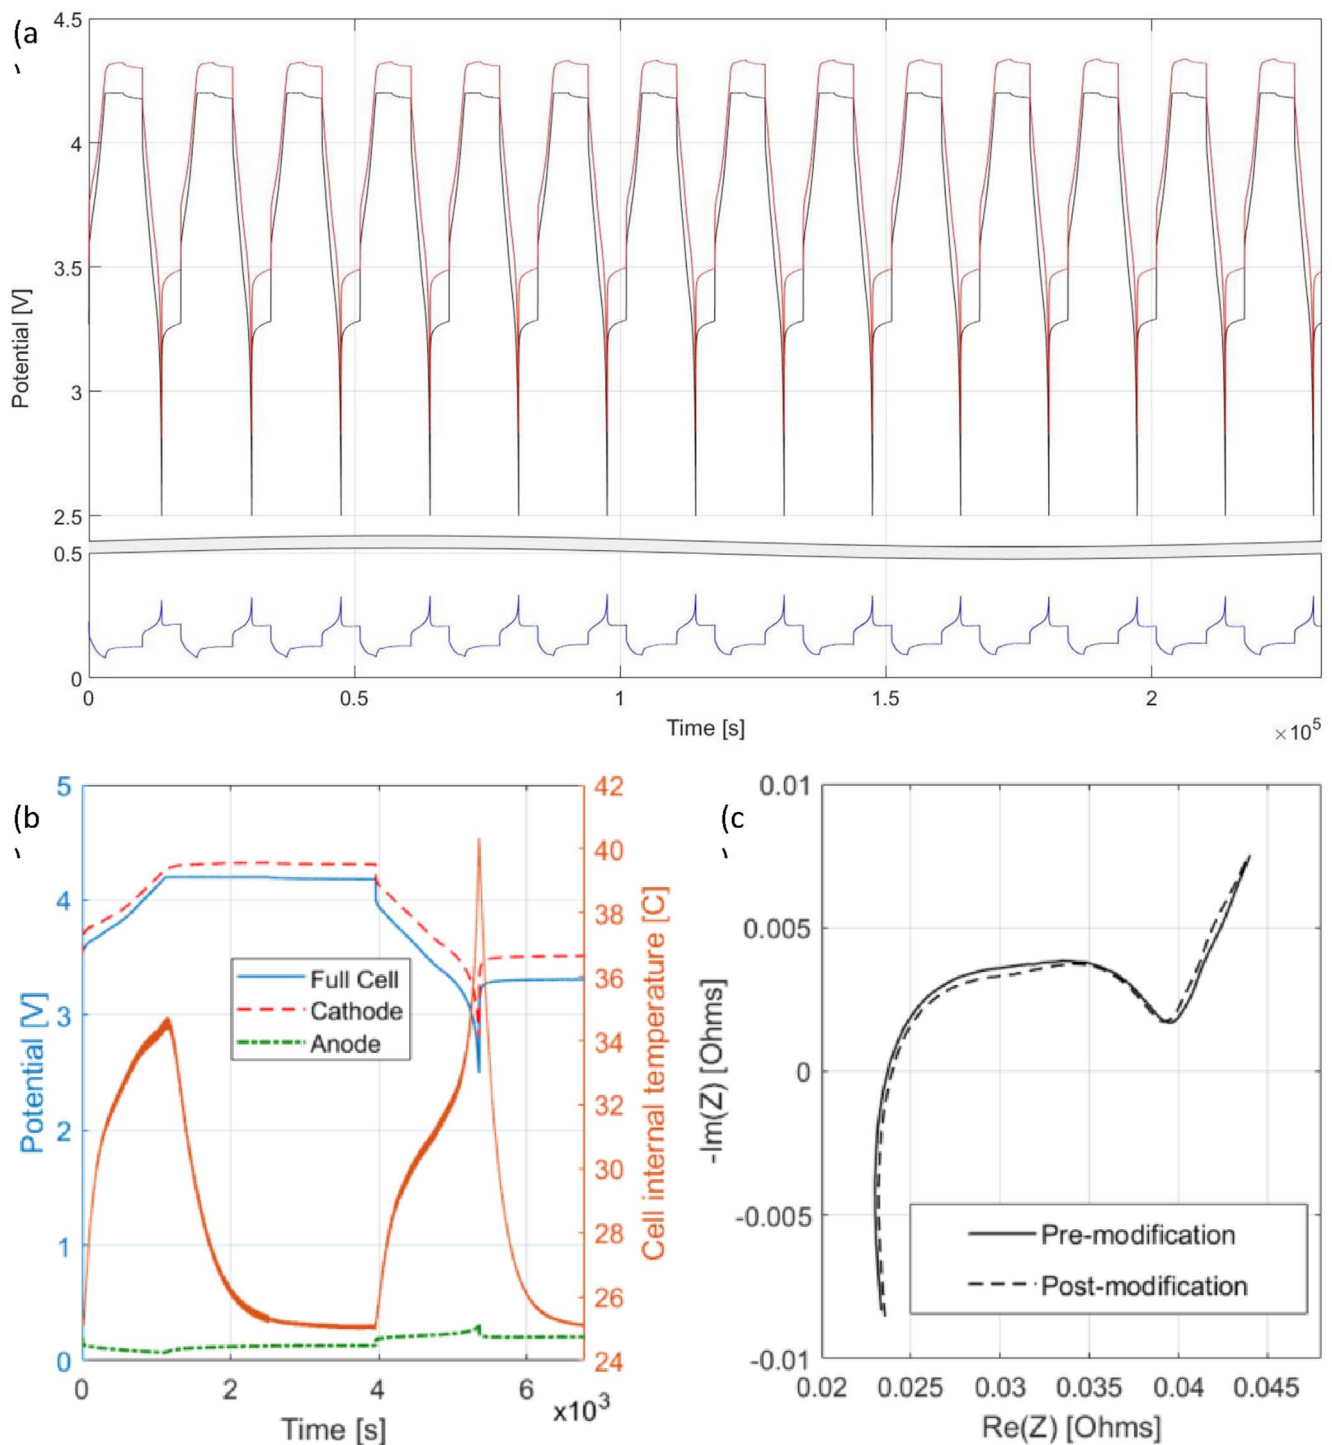 (a
4.5
4
3.5
3
2.5
0.5
0
Potential [V]
0 0.5 1 1.5 2
Time [s]
×10⁵
(b
5
4
3
2
1
0
Potential [V]
Full Cell
Cathode
Anode
42
40
38
36
34
32
30
28
26
24
Cell internal temperature [C]
0 2 4 6
x10³
Time [s]
(c
0.01
0.005
0
-0.005
-0.01
-Im(Z) [Ohms]
Pre-modification
Post-modification
0.02 0.025 0.03 0.035 0.04 0.045
Re(Z) [Ohms]